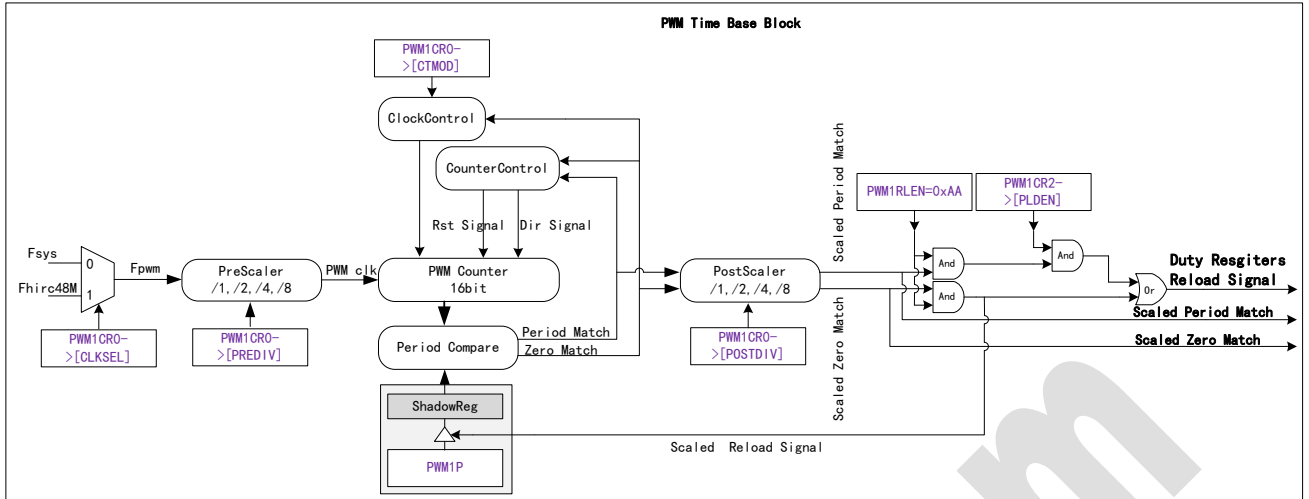 PWM Time Base Block
PWM1CR0-
>[CTMOD]
ClockControl
CounterControl
Rst Signal
Dir Signal
Scaled Period Match
PWM1RLEN=0xAA
PWM1CR2-
>[PLDEN]
Fsys
0
Fhirc48M
1
Fpwm
PreScaler
/1,/2,/4,/8
PWM clk
PWM Counter
16bit
PostScaler
/1,/2,/4,/8
And
And
And
Or
Duty Resgiters
Reload Signal
Scaled Period Match
Scaled Zero Match
PWM1CR0-
>[CLKSEL]
PWM1CR0-
>[PREDIV]
Period Compare
Period Match
Zero Match
PWM1CR0-
>[POSTDIV]
Scaled Zero Match
ShadowReg
PWM1P
Scaled Reload Signal
m